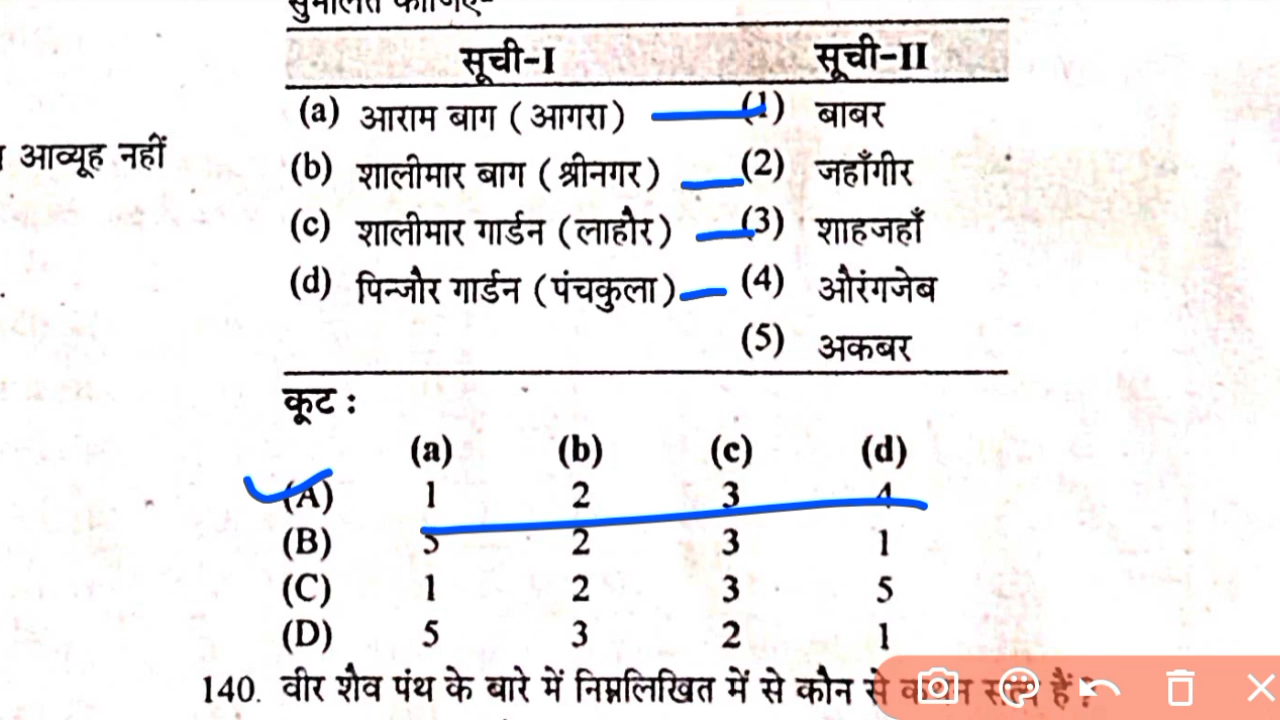 सुमेलित कीजिए-
सूची-I सूची-II
(a) आराम बाग (आगरा) (1) बाबर
आव्यूह नहीं
(b) शालीमार बाग (श्रीनगर) (2) जहाँगीर
(c) शालीमार गार्डन (लाहौर) (3) शाहजहाँ
(d) पिन्जौर गार्डन (पंचकुला) (4) औरंगजेब
(5) अकबर
कूट :
(a) (b) (c) (d)
(A) 1 2 3 4
(B) 5 2 3 1
(C) 1 2 3 5
(D) 5 3 2 1
140. वीर शैव पंथ के बारे में निम्नलिखित में से कौन से कथन सत्य हैं?